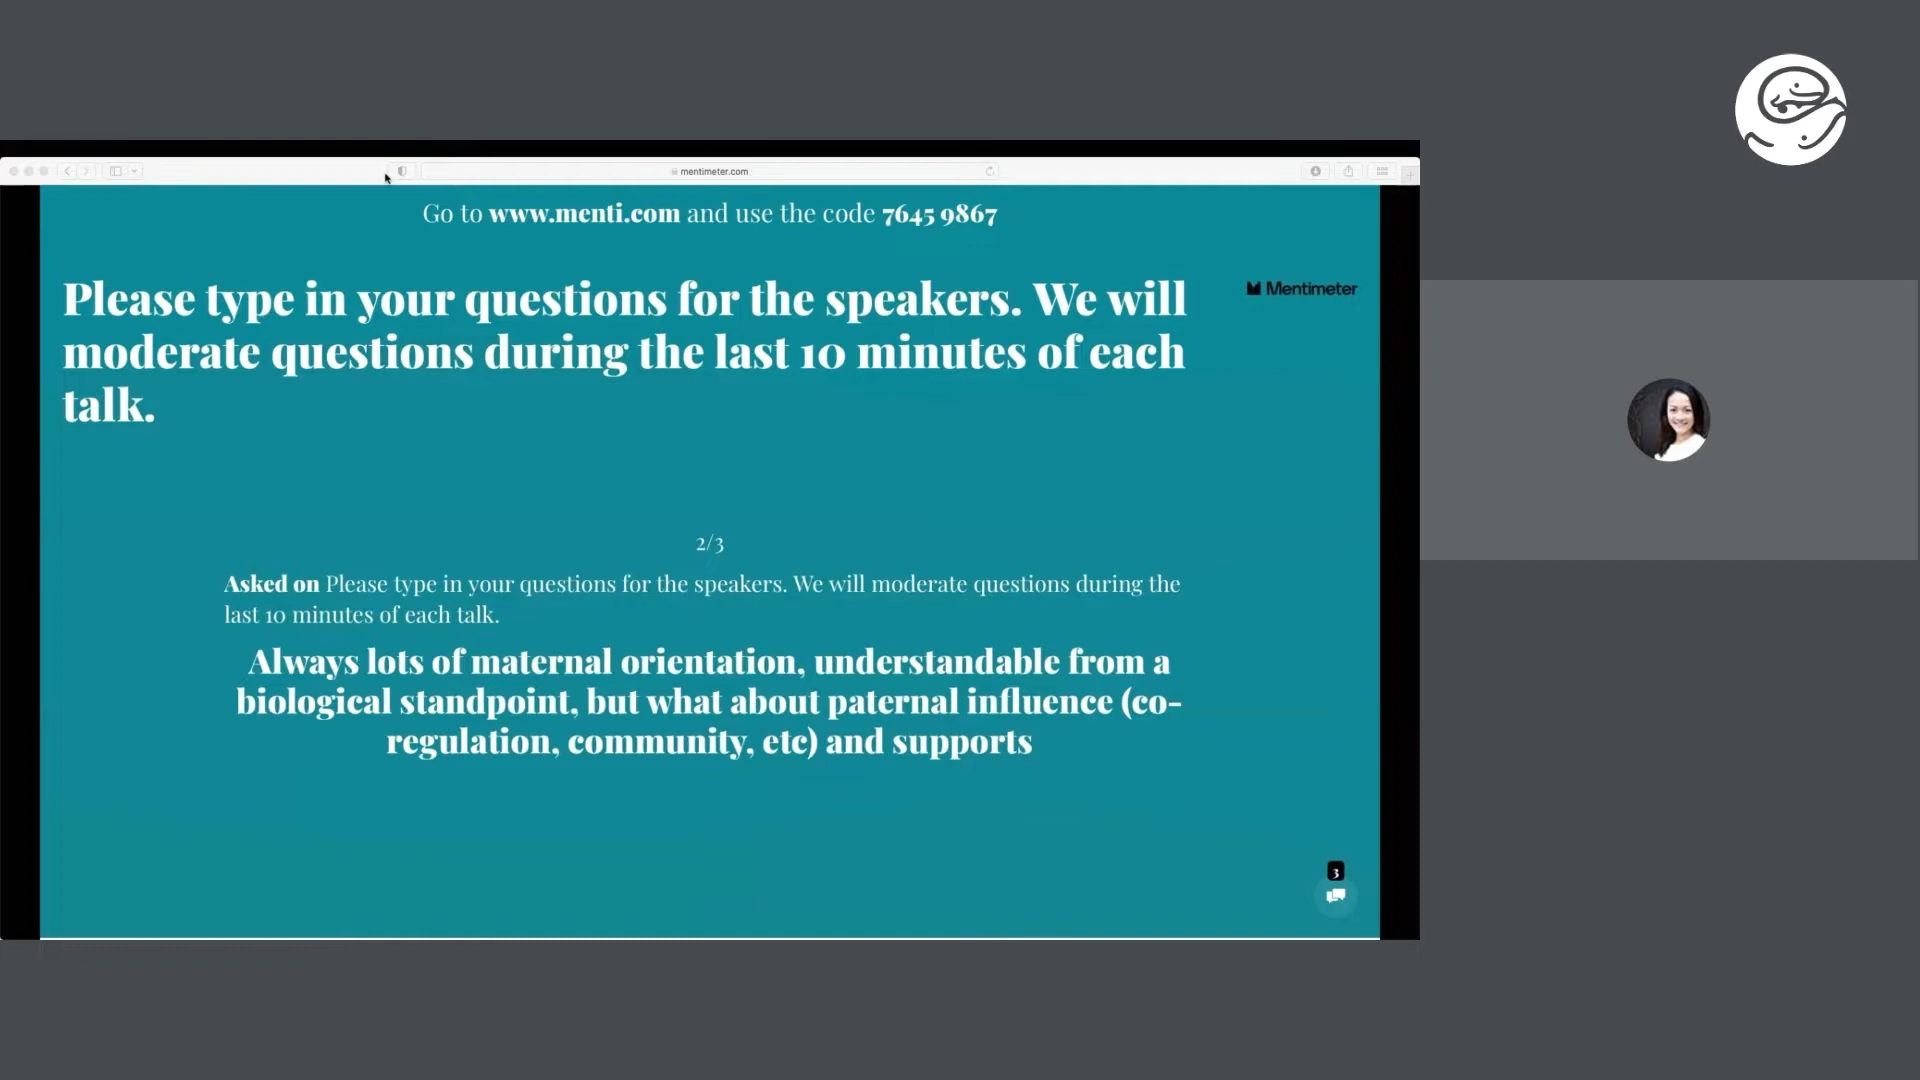 mentimeter.com
Go to www.menti.com and use the code 7645 9867
Please type in your questions for the speakers. We will
moderate questions during the last 10 minutes of each
talk.
Mentimeter
2/3
Asked on Please type in your questions for the speakers. We will moderate questions during the
last 10 minutes of each talk.
Always lots of maternal orientation, understandable from a
biological standpoint, but what about paternal influence (co-
regulation, community, etc) and supports
3